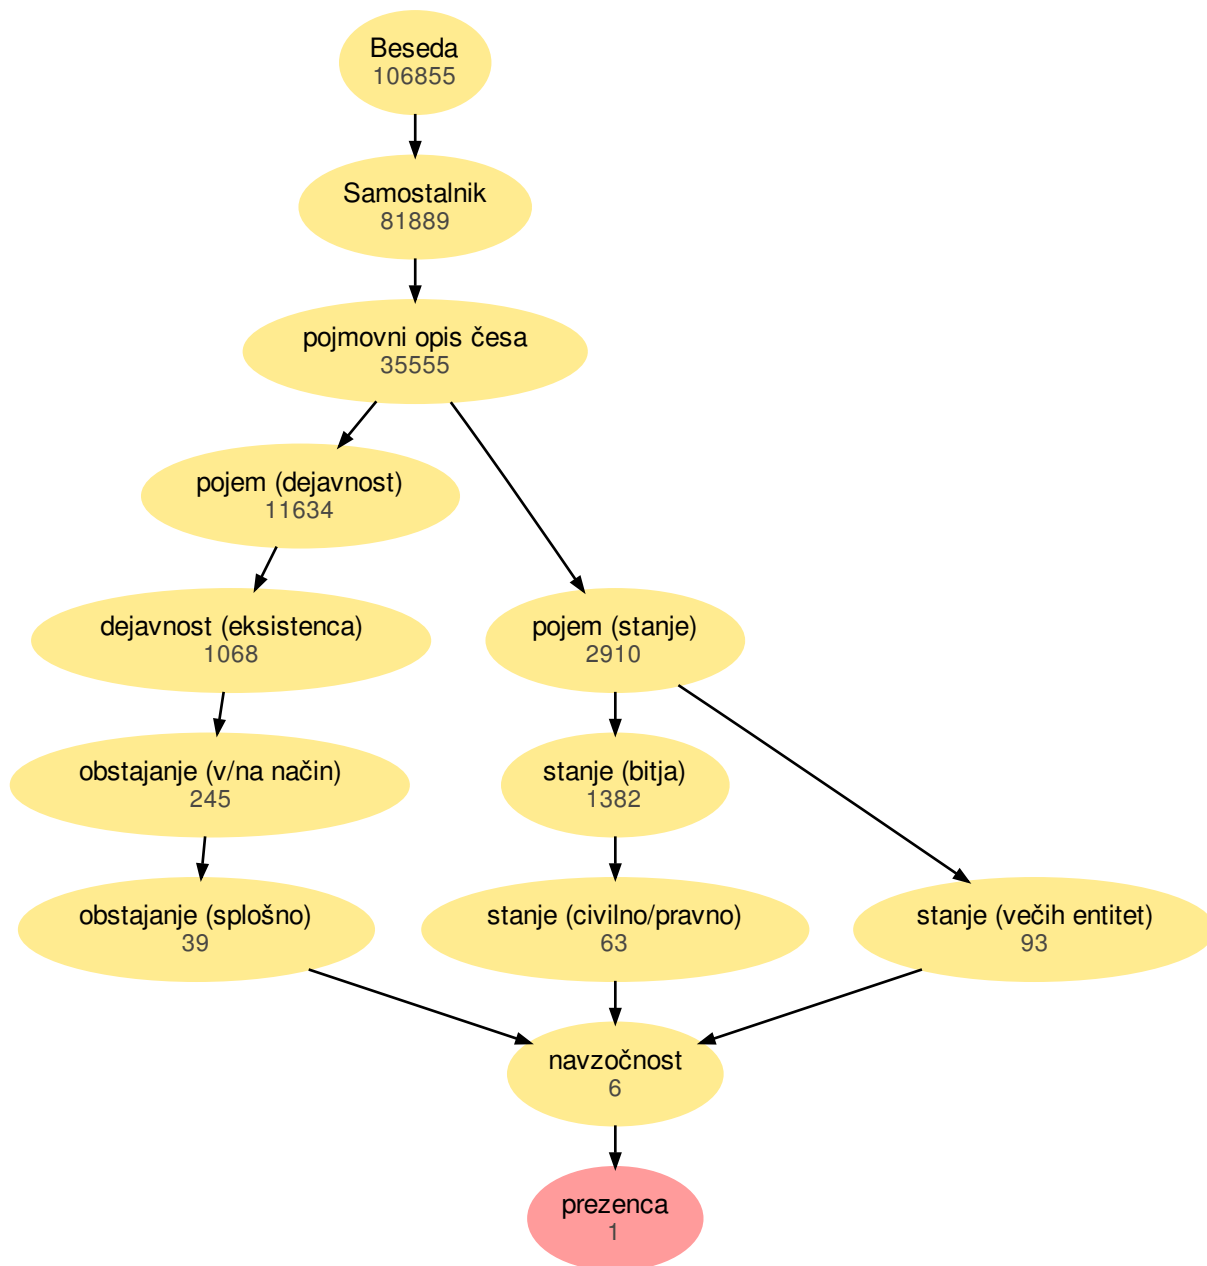 Beseda
106855
Samostalnik
81889
pojmovni opis česa
35555
pojem (dejavnost)
11634
dejavnost (eksistenca)
1068
pojem (stanje)
2910
obstajanje (v/na način)
245
stanje (bitja)
1382
obstajanje (splošno)
39
stanje (civilno/pravno)
63
stanje (večih entitet)
93
navzočnost
6
prezenca
1